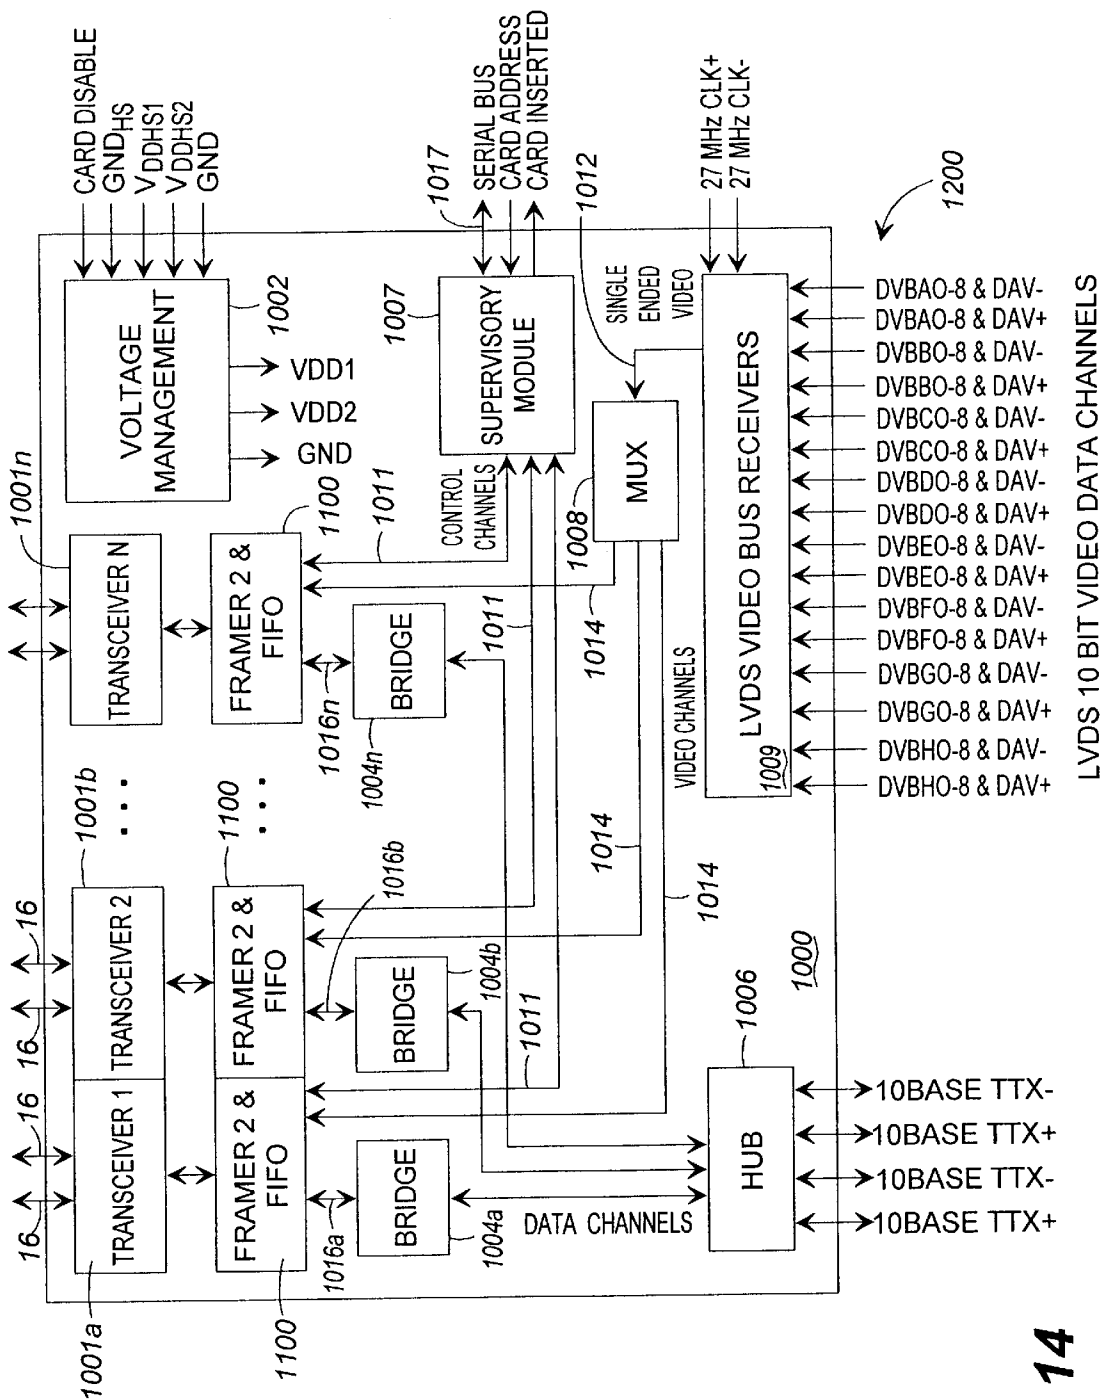 CARD DISABLE
GNDHS
VDDHS1
VDDHS2
GND
VOLTAGE
MANAGEMENT
1002
VDD1
VDD2
GND
1001n
TRANSCEIVER N
1100
FRAMER 2 &
FIFO
1011
CONTROL
CHANNELS
1016n
BRIDGE
1004n
1017
SERIAL BUS
CARD ADDRESS
CARD INSERTED
1007
SUPERVISORY
MODULE
1012
SINGLE
ENDED
VIDEO
MUX
1008
1014
1011
27 MHz CLK+
27 MHz CLK-
LVDS VIDEO BUS RECEIVERS
1009
VIDEO CHANNELS
1200
16
16
16
16
1001b
TRANSCEIVER 2
TRANSCEIVER 1
1001a
1100
FRAMER 2 &
FIFO
FRAMER 2 &
FIFO
1100
1016b
1016a
BRIDGE
1004b
BRIDGE
1004a
1011
1014
1014
DATA CHANNELS
HUB
1006
1000
DVBAO-8 & DAV-
DVBAO-8 & DAV+
DVBBO-8 & DAV-
DVBBO-8 & DAV+
DVBCO-8 & DAV-
DVBCO-8 & DAV+
DVBDO-8 & DAV-
DVBDO-8 & DAV+
DVBEO-8 & DAV-
DVBEO-8 & DAV+
DVBFO-8 & DAV-
DVBFO-8 & DAV+
DVBGO-8 & DAV-
DVBGO-8 & DAV+
DVBHO-8 & DAV-
DVBHO-8 & DAV+
LVDS 10 BIT VIDEO DATA CHANNELS
10BASE TTX-
10BASE TTX+
10BASE TTX-
10BASE TTX+
14